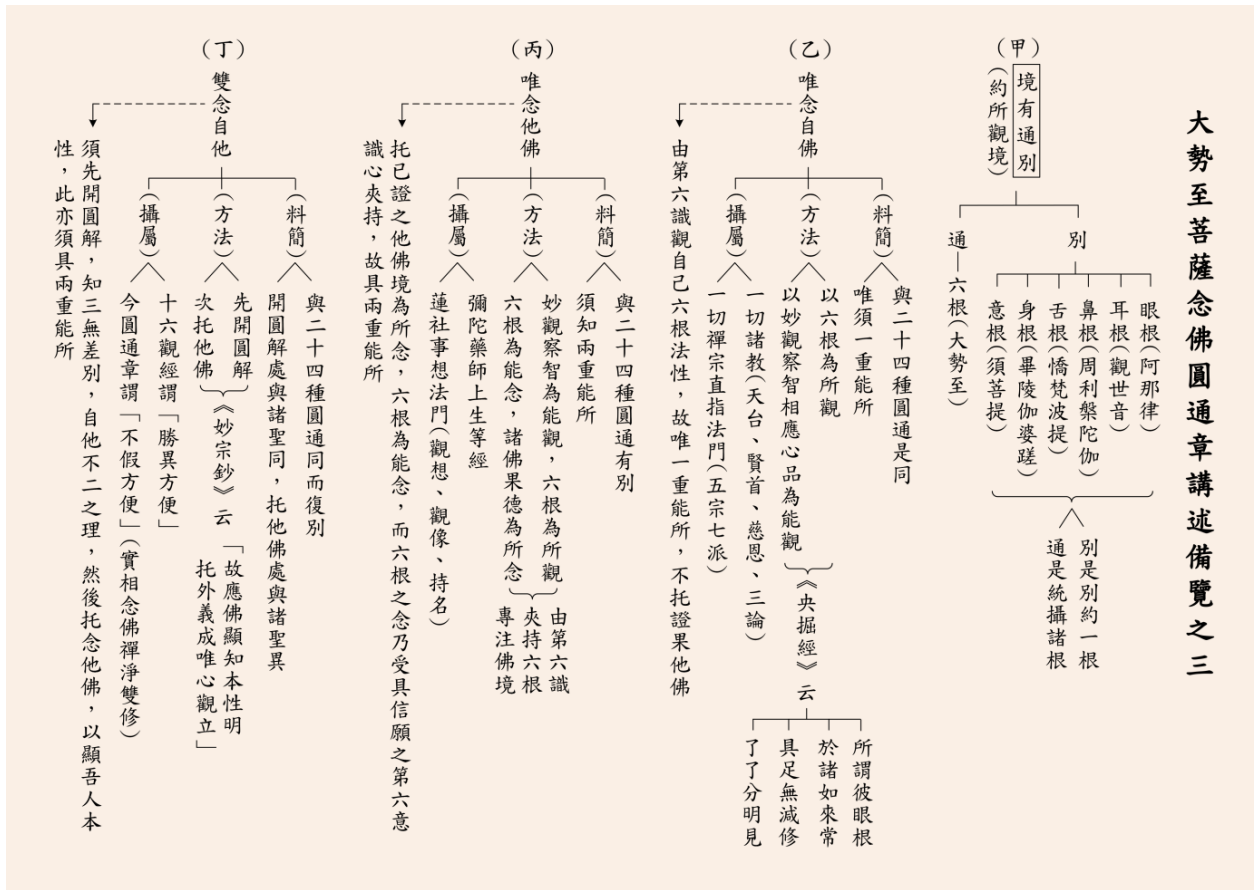 大勢至菩薩念佛圓通章講述備覽之三
（甲）
境有通別
（約所觀境）
別
眼根（阿那律）
耳根（觀世音）
鼻根（周利槃陀伽）
舌根（憍梵波提）
身根（畢陵伽婆蹉）
意根（須菩提）
別是別約一根
通是統攝諸根
通—六根（大勢至）
（乙）
唯念自佛
（料簡）
與二十四種圓通是同
唯須一重能所
（方法）
以六根為所觀
以妙觀察智相應心品為能觀
《央掘經》云
所謂彼眼根
於諸如來常
具足無減修
了了分明見
（攝屬）
一切諸教（天台、賢首、慈恩、三論）
一切禪宗直指法門（五宗七派）
由第六識觀自己六根法性，故唯一重能所，不托證果他佛
（丙）
唯念他佛
（料簡）
與二十四種圓通有別
須知兩重能所
（方法）
妙觀察智為能觀，六根為所觀
六根為能念，諸佛果德為所念
由第六識
夾持六根
專注佛境
（攝屬）
彌陀藥師上生等經
蓮社事想法門（觀想、觀像、持名）
托已證之他佛境為所念，六根為能念，而六根之念乃受具信願之第六意
識心夾持，故具兩重能所
（丁）
雙念自他
（料簡）
與二十四種圓通同而復別
開圓解處與諸聖同，托他佛處與諸聖異
（方法）
先開圓解
次托他佛
《妙宗鈔》云
「故應佛顯知本性明
托外義成唯心觀立」
（攝屬）
十六觀經謂「勝異方便」
今圓通章謂「不假方便」（實相念佛禪淨雙修）
須先開圓解，知三無差別，自他不二之理，然後托念他佛，以顯吾人本
性，此亦須具兩重能所